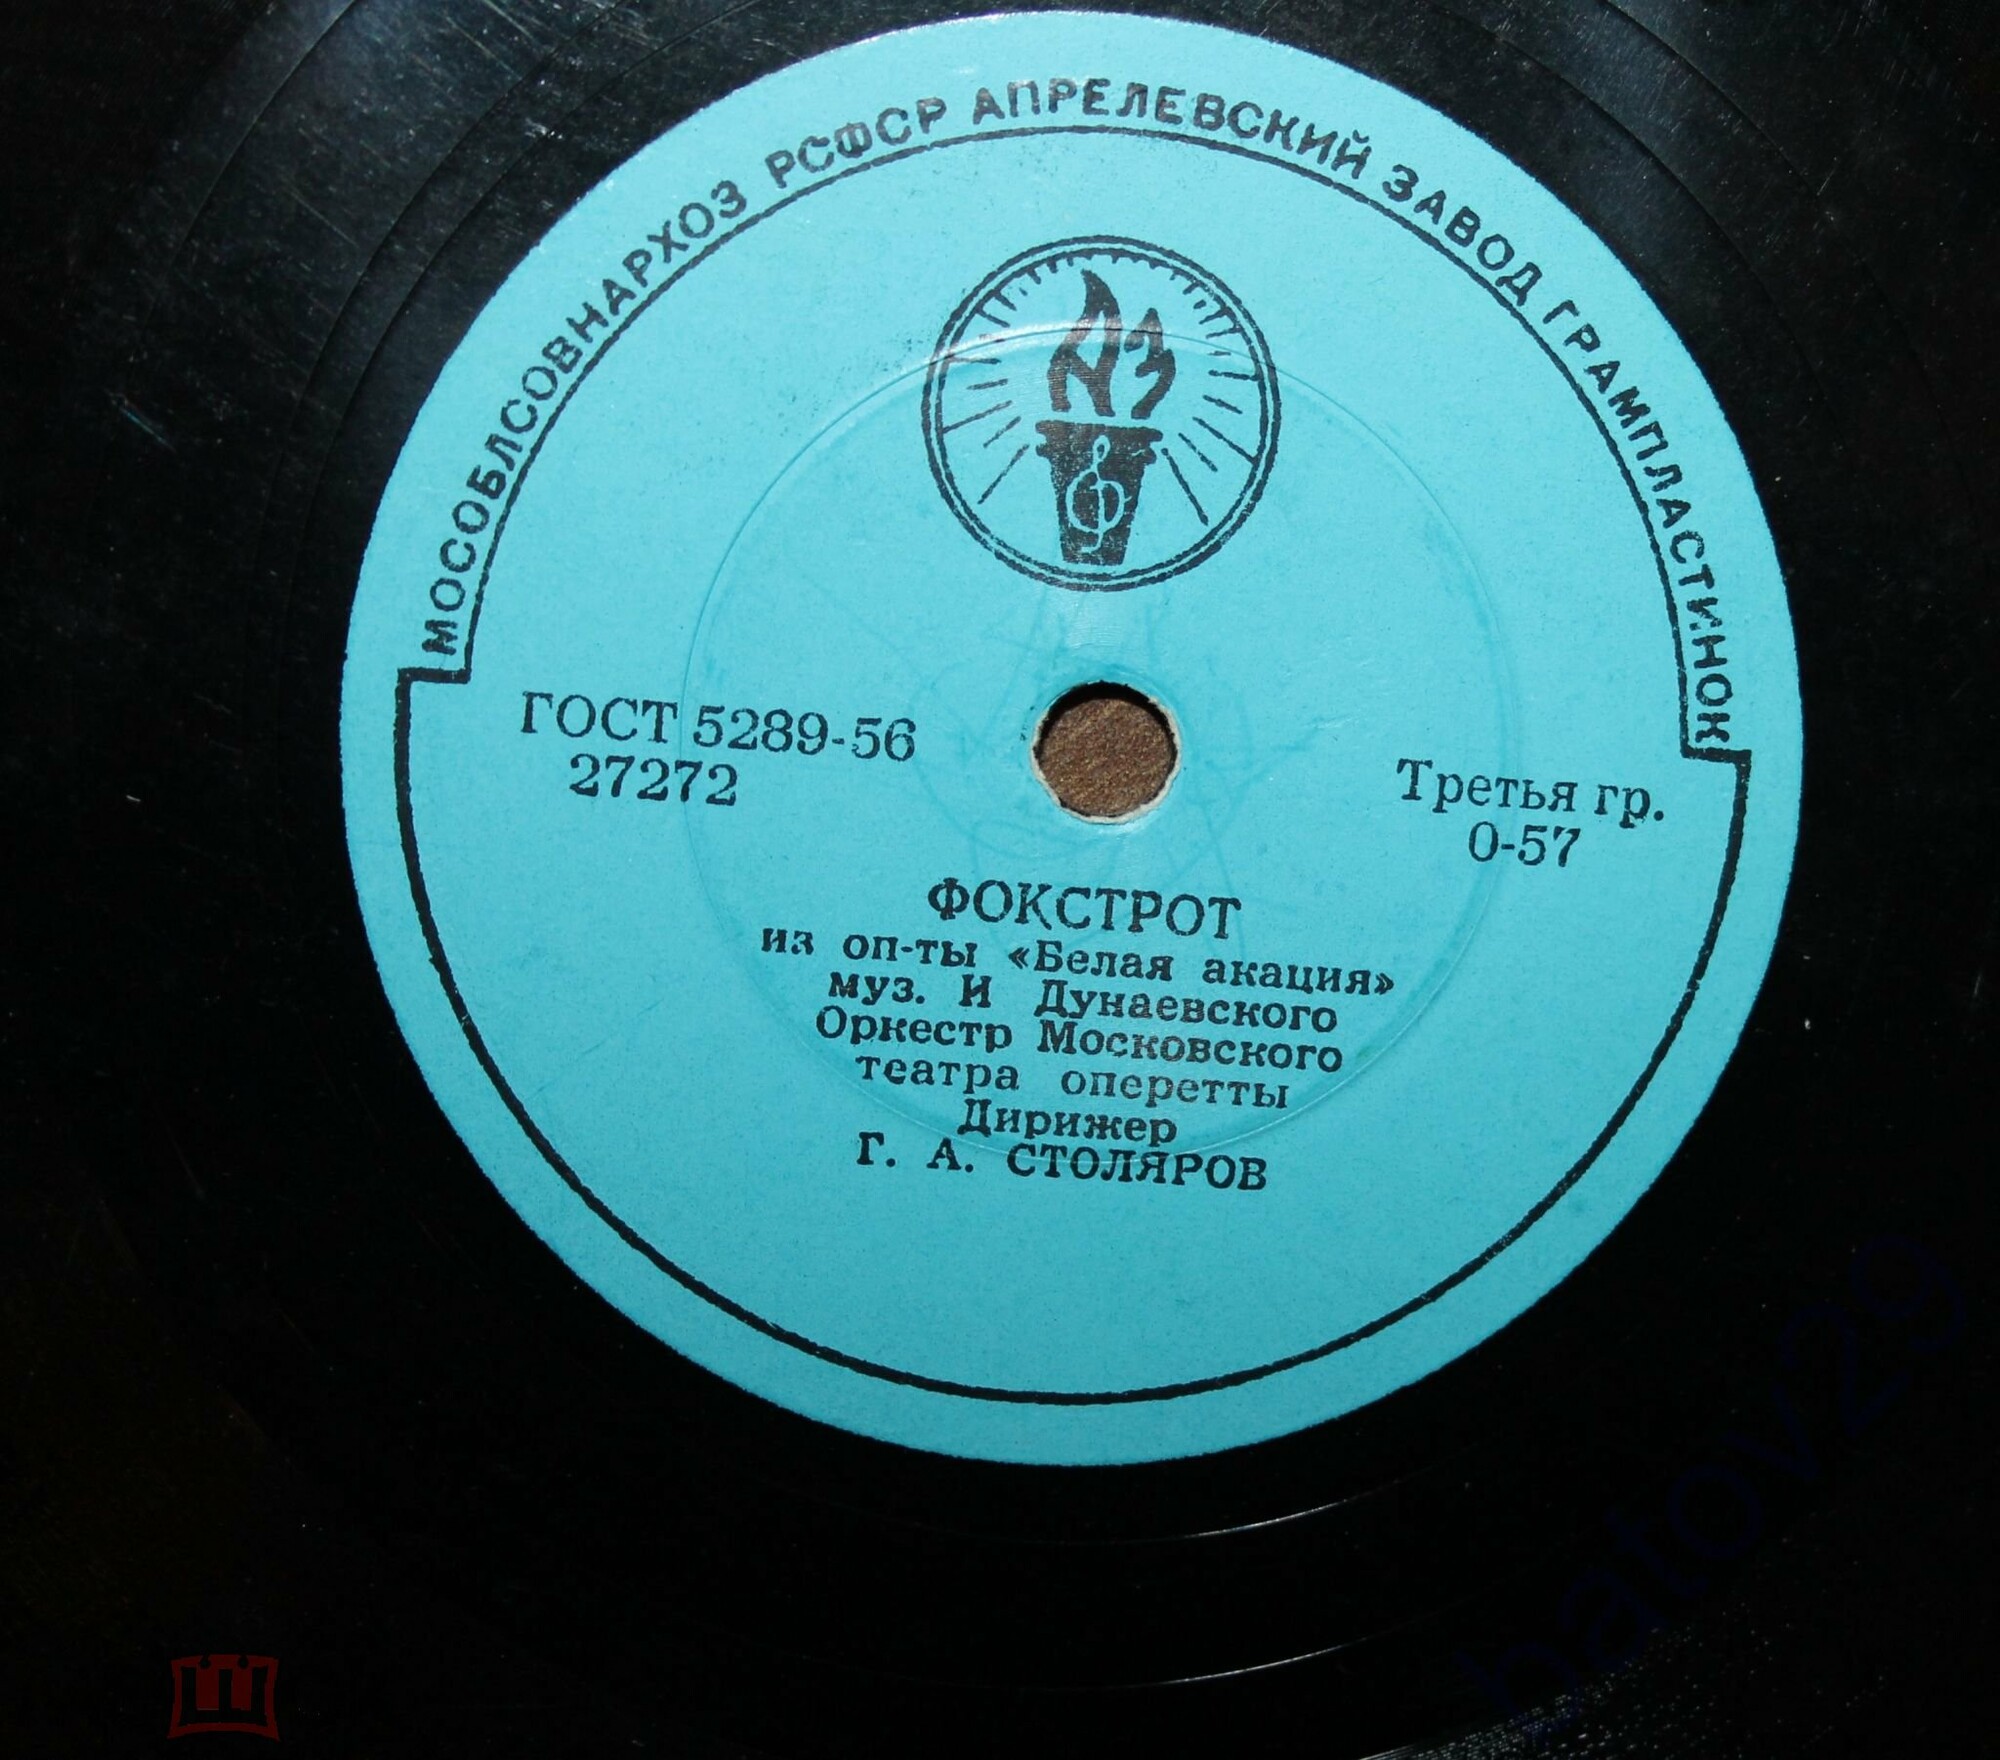 МОСОБЛСОВНАРХОЗ РСФСР АПРЕЛЕВСКИЙ ЗАВОД ГРАМПЛАСТИНОК
ГОСТ 5289-56
27272
Третья гр.
0-57
ФОКСТРОТ
из оп-ты «Белая акация»
муз. И Дунаевского
Оркестр Московского
театра оперетты
Дирижер
Г. А. СТОЛЯРОВ